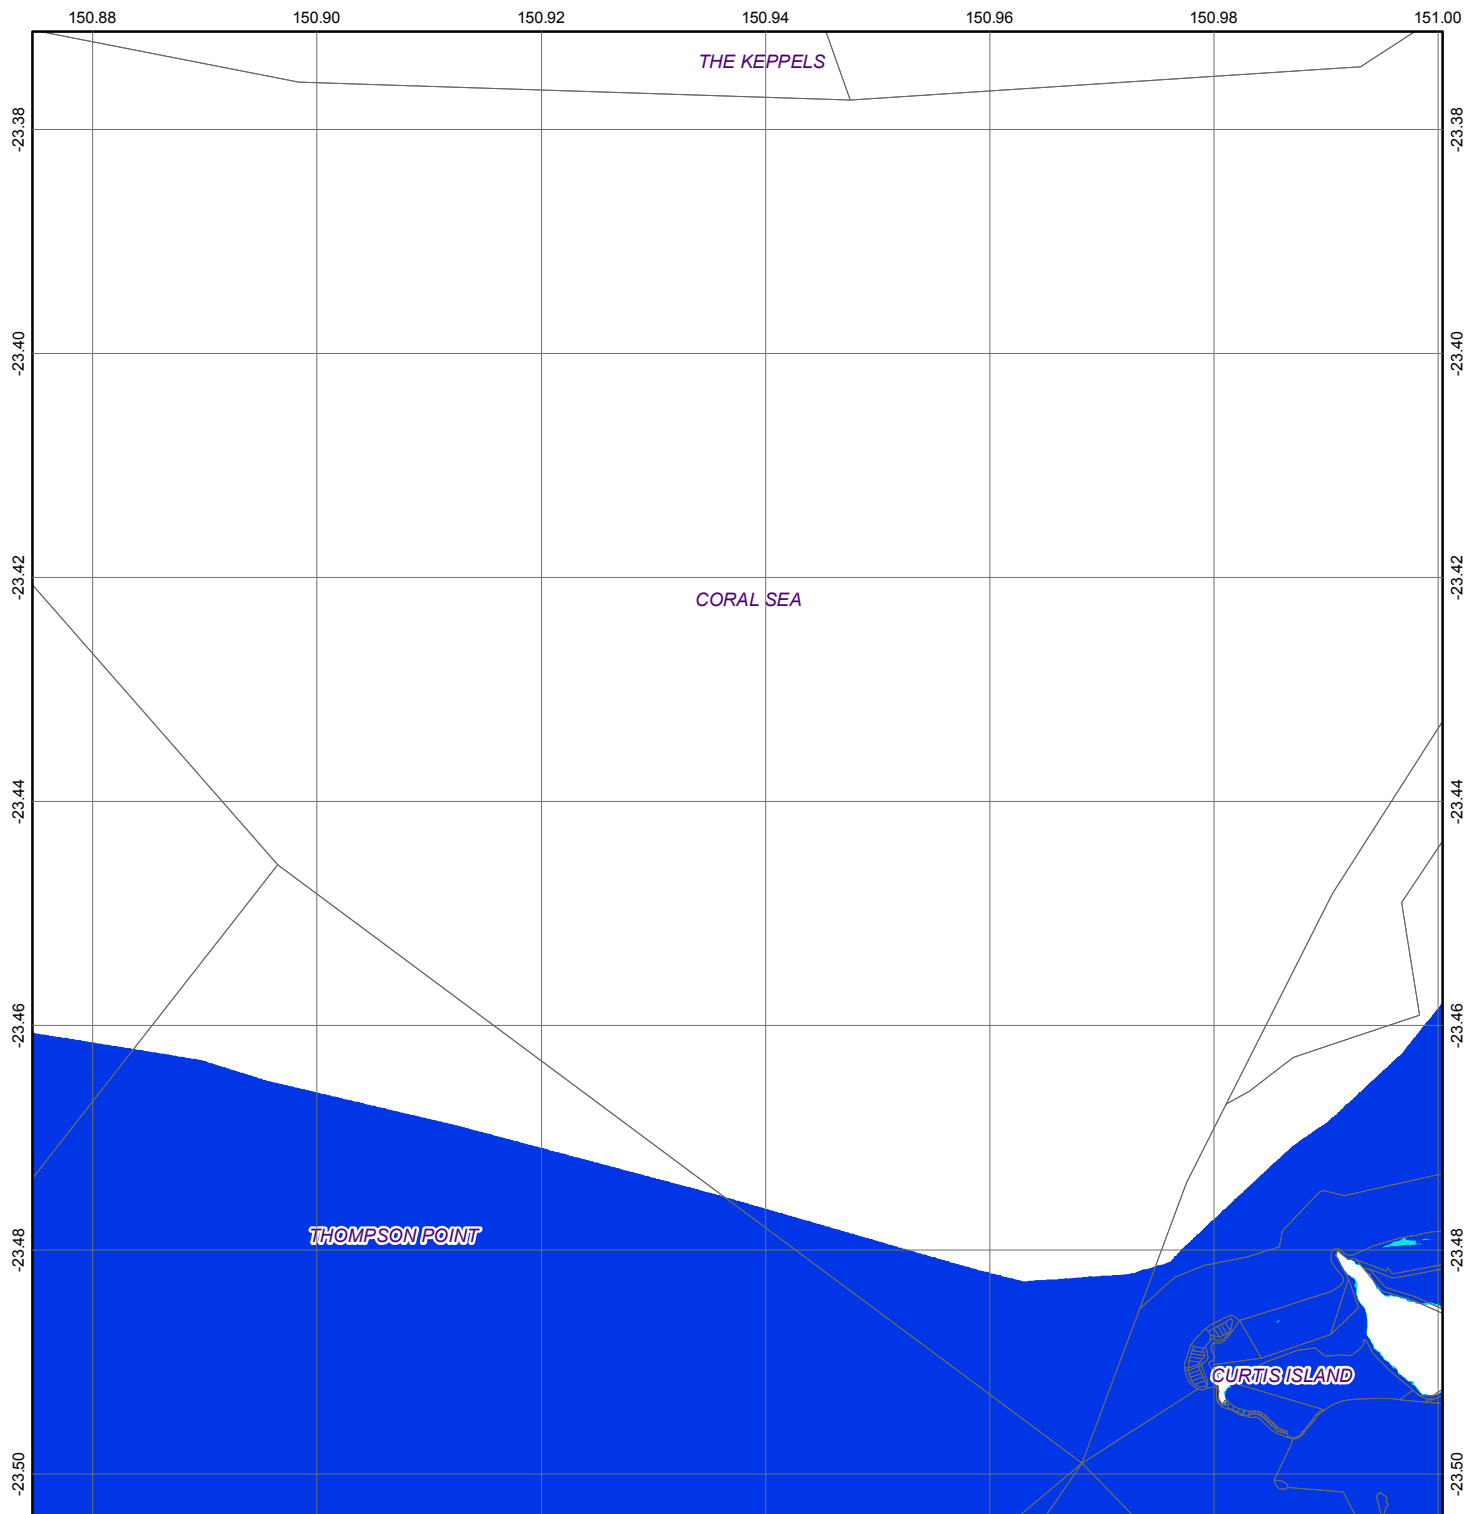 150.88 150.90 150.92 150.94 150.96 150.98 151.00
THE KEPPELS
-23.38 -23.38
-23.40 -23.40
-23.42 -23.42
CORAL SEA
-23.44 -23.44
-23.46 -23.46
THOMPSON POINT
-23.48 -23.48
CURTIS ISLAND
-23.50 -23.50